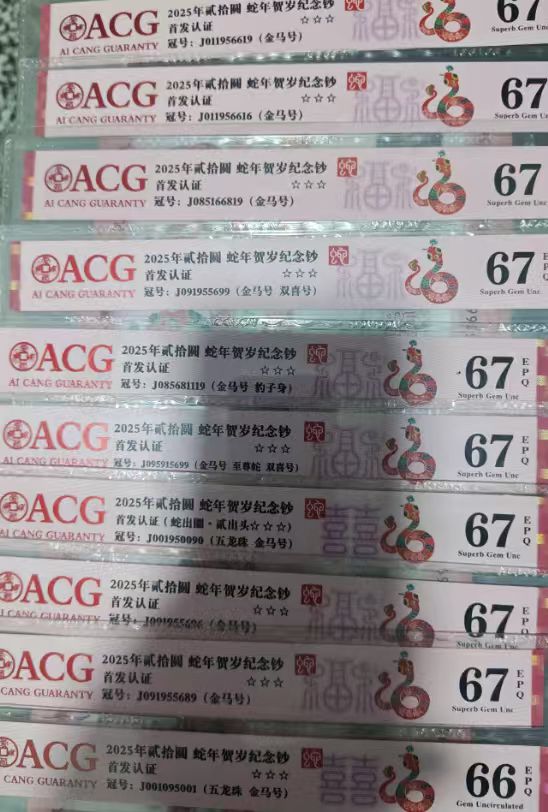 ACG
AI CANG GUARANTY
2025年贰拾圆 蛇年贺岁纪念钞
首发认证 ☆☆☆
冠号：J011956619（金马号）
67
Superb Gem Unc
ACG
AI CANG GUARANTY
2025年贰拾圆 蛇年贺岁纪念钞
首发认证 ☆☆☆
冠号：J011956616（金马号）
67
Superb Gem Un
ACG
AI CANG GUARANTY
2025年贰拾圆 蛇年贺岁纪念钞
首发认证 ☆☆☆
冠号：J085166819（金马号）
福
67
Superb Gem Unc
ACG
AI CANG GUARANTY
2025年贰拾圆 蛇年贺岁纪念钞
首发认证 ☆☆☆
冠号：J091955699（金马号 双喜号）
福
67
Superb Gem Unc
ACG
AI CANG GUARANTY
2025年贰拾圆 蛇年贺岁纪念钞
首发认证 ☆☆☆
冠号：J085681119（金马号 豹子身）
福
67 EPQ
Superb Gem Unc
ACG
AI CANG GUARANTY
2025年贰拾圆 蛇年贺岁纪念钞
首发认证 ☆☆☆
冠号：J095915699（金马号 至尊蛇 双喜号）
福
67 EPQ
Superb Gem Unc
ACG
AI CANG GUARANTY
2025年贰拾圆 蛇年贺岁纪念钞
首发认证（蛇出·贰出头☆☆☆）
冠号：J001950090（五龙珠 金马号）
囍
67 EPQ
Superb Gem Unc
ACG
AI CANG GUARANTY
2025年贰拾圆 蛇年贺岁纪念钞
首发认证 ☆☆☆
冠号：（金马号）
福
67 EPQ
Superb Gem Unc
ACG
CANG GUARANTY
2025年贰拾圆 蛇年贺岁纪念钞
首发认证 ☆☆☆
冠号：J091955689（金马号）
福
67 EPQ
Superb Gem Unc
ACG
CANG GUARANTY
2025年贰拾圆 蛇年贺岁纪念钞
首发认证 ☆☆☆
冠号：J001095001（五龙珠 金马号）
囍
66 EPQ
Gem Uncirculated